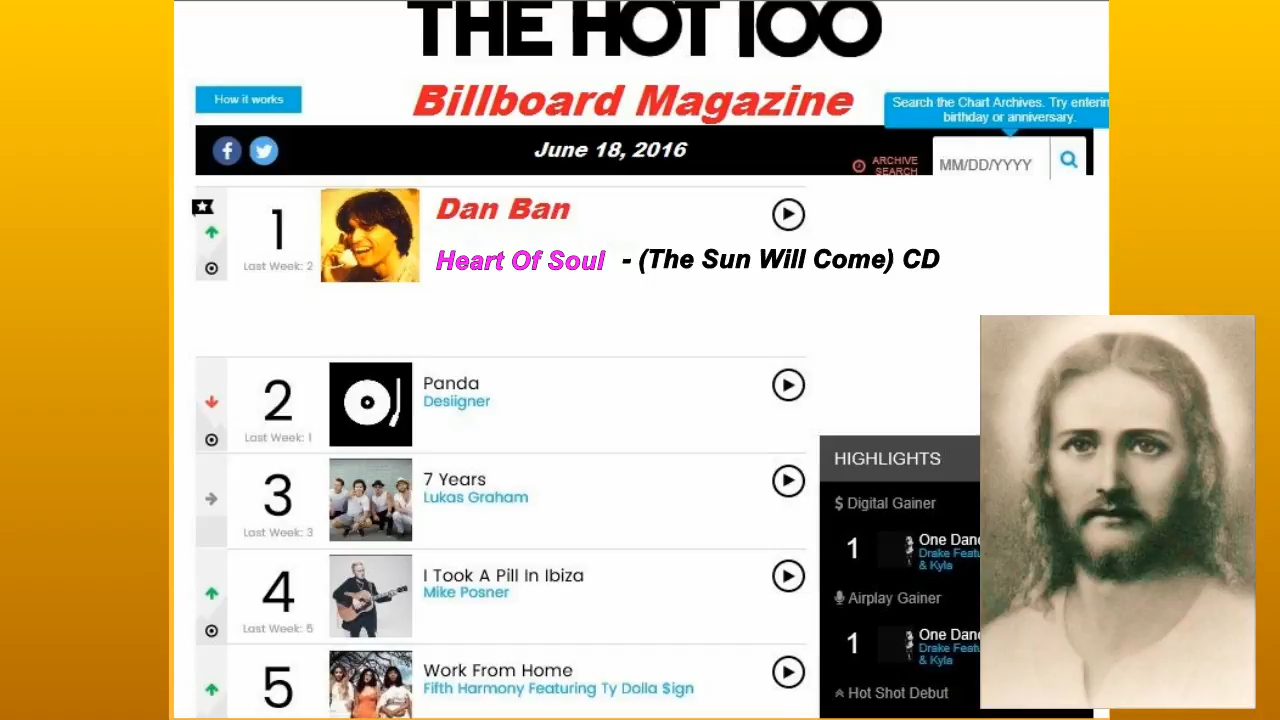 THE HOT 100
How it works
Billboard Magazine
Search the Chart Archives. Try enterin
birthday or anniversary.
June 18, 2016
ARCHIVE
SEARCH
MM/DD/YYYY
1
Last Week: 2
Dan Ban
Heart Of Soul - (The Sun Will Come) CD
2
Last Week: 1
Panda
Desiigner
3
Last Week: 3
7 Years
Lukas Graham
4
Last Week: 5
I Took A Pill In Ibiza
Mike Posner
5
Work From Home
Fifth Harmony Featuring Ty Dolla $ign
HIGHLIGHTS
$ Digital Gainer
1
One Danc
Drake Featu
& Kyla
Airplay Gainer
1
One Danc
Drake Featu
& Kyla
Hot Shot Debut